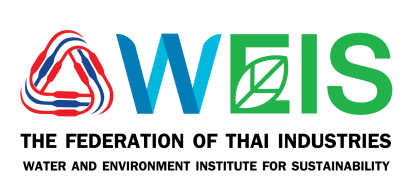 WEIS
THE FEDERATION OF THAI INDUSTRIES
WATER AND ENVIRONMENT INSTITUTE FOR SUSTAINABILITY